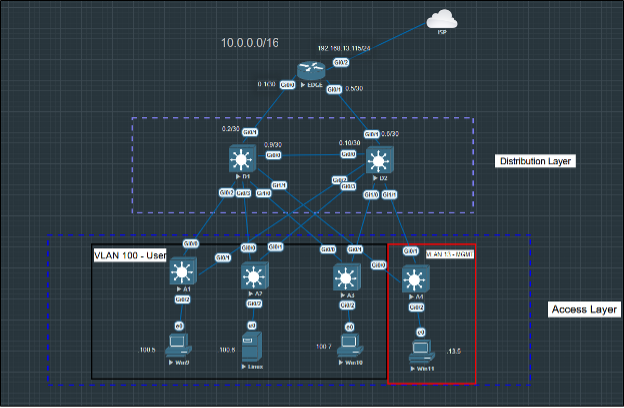 ISP
10.0.0.0/16
192.168.13.115/24
Gi0/2
EDGE
0.1/30
Gi0/0
Gi0/1
0.5/30
0.2/30
Gi0/1
Gi0/1
0.6/30
0.9/30
0.10/30
Gi0/0
Gi0/0
Distribution Layer
D1
D2
Gi0/2
Gi0/3
Gi1/0
Gi1/1
Gi0/2
Gi0/3
Gi1/0
Gi1/1
VLAN 100 - User
VLAN 13 - MGMT
Gi0/0
Gi0/1
Gi0/0
Gi0/1
Gi0/0
Gi0/1
Gi0/0
Gi0/1
A1
A2
A3
A4
Gi0/2
Gi0/2
Gi0/2
Gi0/2
Access Layer
e0
e0
e0
e0
100.6
100.7
.13.5
Linux
Win10
Win11